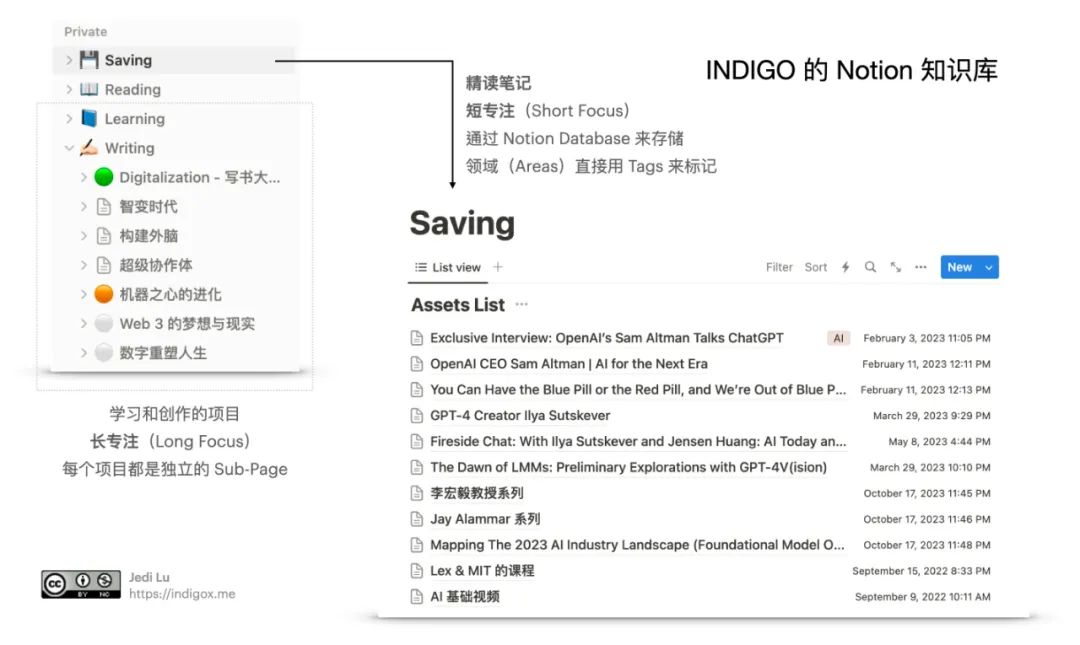 INDIGO 的 Notion 知识库
Private
Saving
Reading
Learning
Writing
Digitalization - 写书大...
智变时代
构建外脑
超级协作体
机器之心的进化
Web 3 的梦想与现实
数字重塑人生
学习和创作的项目
长专注（Long Focus）
每个项目都是独立的 Sub-Page
精读笔记
短专注（Short Focus）
通过 Notion Database 来存储
领域（Areas）直接用 Tags 来标记
Saving
List view
Filter Sort New
Assets List
Exclusive Interview: OpenAI's Sam Altman Talks ChatGPT AI February 3, 2023 11:05 PM
OpenAI CEO Sam Altman | AI for the Next Era February 11, 2023 12:11 PM
You Can Have the Blue Pill or the Red Pill, and We're Out of Blue P... February 11, 2023 12:13 PM
GPT-4 Creator Ilya Sutskever March 29, 2023 9:29 PM
Fireside Chat: With Ilya Sutskever and Jensen Huang: AI Today an... May 8, 2023 4:44 PM
The Dawn of LMMs: Preliminary Explorations with GPT-4V(ision) March 29, 2023 10:10 PM
李宏毅教授系列 October 17, 2023 11:45 PM
Jay Alammar 系列 October 17, 2023 11:46 PM
Mapping The 2023 AI Industry Landscape (Foundational Model O... October 17, 2023 11:48 PM
Lex & MIT 的课程 September 15, 2022 8:33 PM
AI 基础视频 September 9, 2022 10:11 AM
cc BY NC
Jedi Lu
https://indigox.me